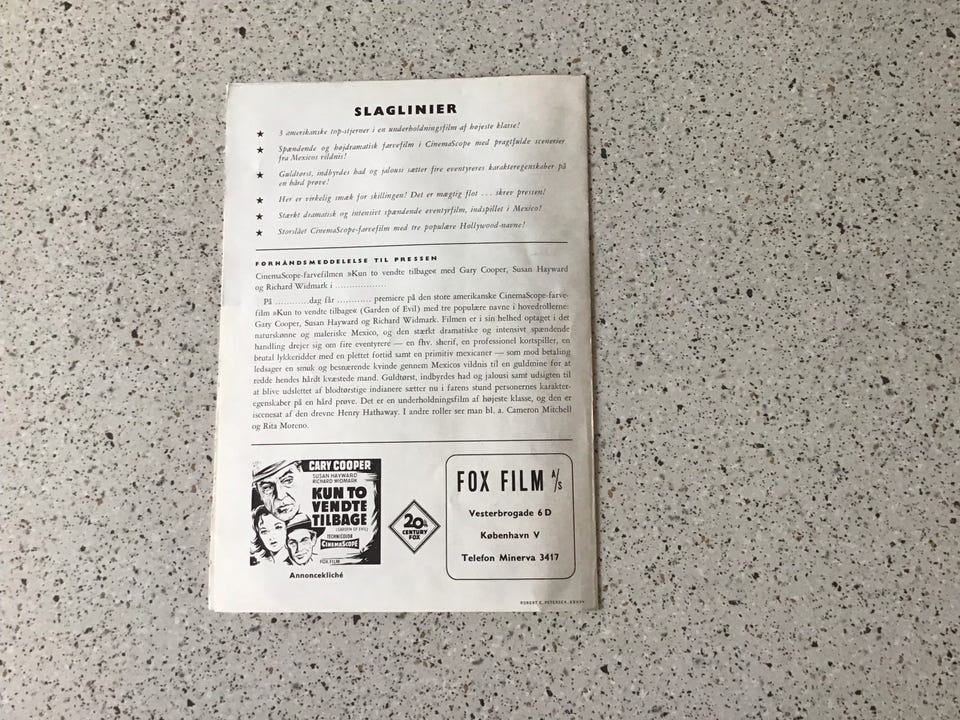 SLAGLINIER
★ 3 amerikanske top-stjerner i en underholdningsfilm af højeste klasse!
★ Spændende og højdramatisk farvefilm i CinemaScope med pragtfulde scenerier
fra Mexicos vildnis!
★ Guldtørst, indbyrdes had og jalousi sætter fire eventyreres karakteregenskaber på
en hård prøve!
★ Her er virkelig smæk for skillingen! Det er mægtig flot . . . skrev pressen!
★ Stærkt dramatisk og intensivt spændende eventyrfilm, indspillet i Mexico!
★ Storslået CinemaScope-farvefilm med tre populære Hollywood-navne!
FORHÅNDSMEDDELELSE TIL PRESSEN
CinemaScope-farvefilmen »Kun to vendte tilbage« med Gary Cooper, Susan Hayward
og Richard Widmark i ..................
På ............dag får ............ premiere på den store amerikanske CinemaScope-farve-
film »Kun to vendte tilbage« (Garden of Evil) med tre populære navne i hovedrollerne:
Gary Cooper, Susan Hayward og Richard Widmark. Filmen er i sin helhed optaget i det
naturskønne og maleriske Mexico, og den stærkt dramatiske og intensivt spændende
handling drejer sig om fire eventyrere — en fhv. sherif, en professionel kortspiller, en
brutal lykkeridder med en plettet fortid samt en primitiv mexicaner — som mod betaling
ledsager en smuk og besnærende kvinde gennem Mexicos vildnis til en guldmine for at
redde hendes hårdt kvæstede mand. Guldtørst, indbyrdes had og jalousi samt udsigten til
at blive udslettet af blodtørstige indianere sætter nu i farens stund personernes karakter-
egenskaber på en hård prøve. Det er en underholdningsfilm af højeste klasse, og den er
iscenesat af den drevne Henry Hathaway. I andre roller ser man bl. a. Cameron Mitchell
og Rita Moreno.
GARY COOPER
SUSAN HAYWARD
RICHARD WIDMARK
KUN TO
VENDTE
TILBAGE
(GARDEN OF EVIL)
TECHNICOLOR
CINEMASCOPE
FOX FILM
Annoncekliché
20th
CENTURY
FOX
FOX FILM A/S
Vesterbrogade 6 D
København V
Telefon Minerva 3417
ROBERT C. PETERSEN,